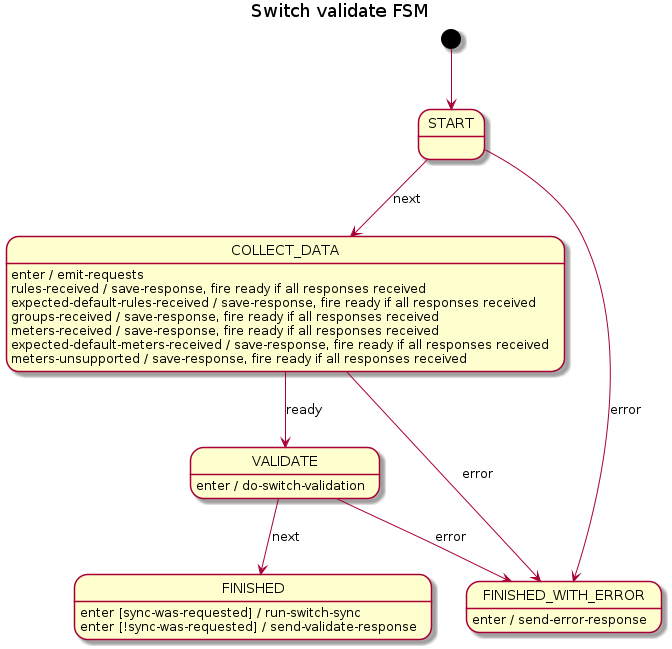 Switch validate FSM
START
next
COLLECT_DATA
enter / emit-requests
rules-received / save-response, fire ready if all responses received
expected-default-rules-received / save-response, fire ready if all responses received
groups-received / save-response, fire ready if all responses received
meters-received / save-response, fire ready if all responses received
expected-default-meters-received / save-response, fire ready if all responses received
meters-unsupported / save-response, fire ready if all responses received
ready
error
VALIDATE
enter / do-switch-validation
error
next
error
FINISHED
enter [sync-was-requested] / run-switch-sync
enter [!sync-was-requested] / send-validate-response
FINISHED_WITH_ERROR
enter / send-error-response